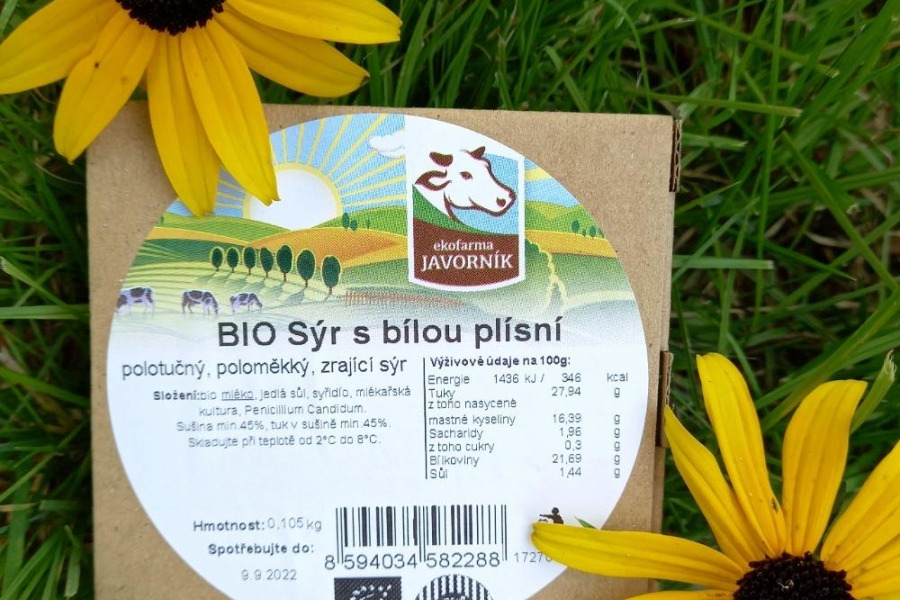 ekofarma
JAVORNÍK
BIO Sýr s bílou plísní
polotučný, poloměkký, zrající sýr
Složení:bio mléko, jedlá sůl, syřidlo, mlékařská
kultura, Penicillium Candidum.
Sušina min.45%, tuk v sušině min.45%.
Skladujte při teplotě od 2°C do 8°C.
Výživové údaje na 100g:
Energie 1436 kJ / 346 kcal
Tuky 27,94 g
z toho nasycené
mastné kyseliny 16,39 g
Sacharidy 1,96 g
z toho cukry 0,3 g
Bílkoviny 21,69 g
Sůl 1,44 g
Hmotnost: 0,105 kg
Spotřebujte do:
9.9.2022
8 594034 582288